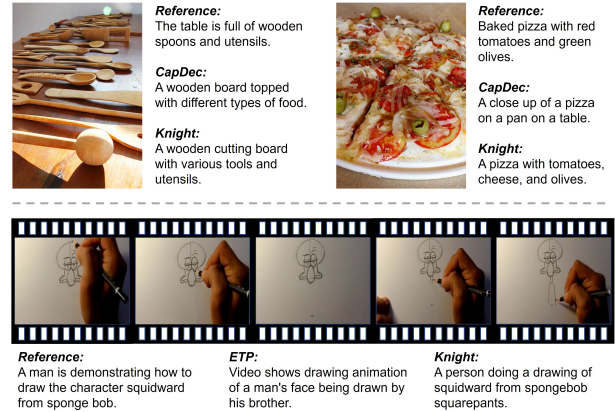 Reference:
The table is full of wooden
spoons and utensils.
CapDec:
A wooden board topped
with different types of food.
Knight:
A wooden cutting board
with various tools and
utensils.
Reference:
Baked pizza with red
tomatoes and green
olives.
CapDec:
A close up of a pizza
on a pan on a table.
Knight:
A pizza with tomatoes,
cheese, and olives.
Reference:
A man is demonstrating how to
draw the character squidward
from sponge bob.
ETP:
Video shows drawing animation
of a man's face being drawn by
his brother.
Knight:
A person doing a drawing of
squidward from spongebob
squarepants.